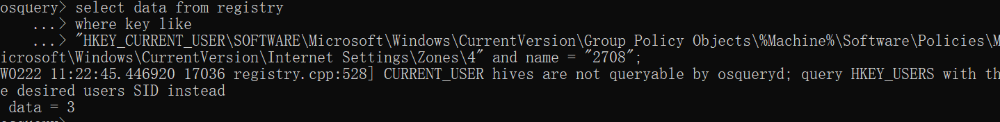 osquery> select data from registry
    ...> where key like
    ...> "HKEY_CURRENT_USER\SOFTWARE\Microsoft\Windows\CurrentVersion\Group Policy Objects\%Machine%\Software\Policies\M
icrosoft\Windows\CurrentVersion\Internet Settings\Zones\4" and name = "2708";
W0222 11:22:45.446920 17036 registry.cpp:528] CURRENT_USER hives are not queryable by osqueryd; query HKEY_USERS with th
e desired users SID instead
 data = 3
osquery>